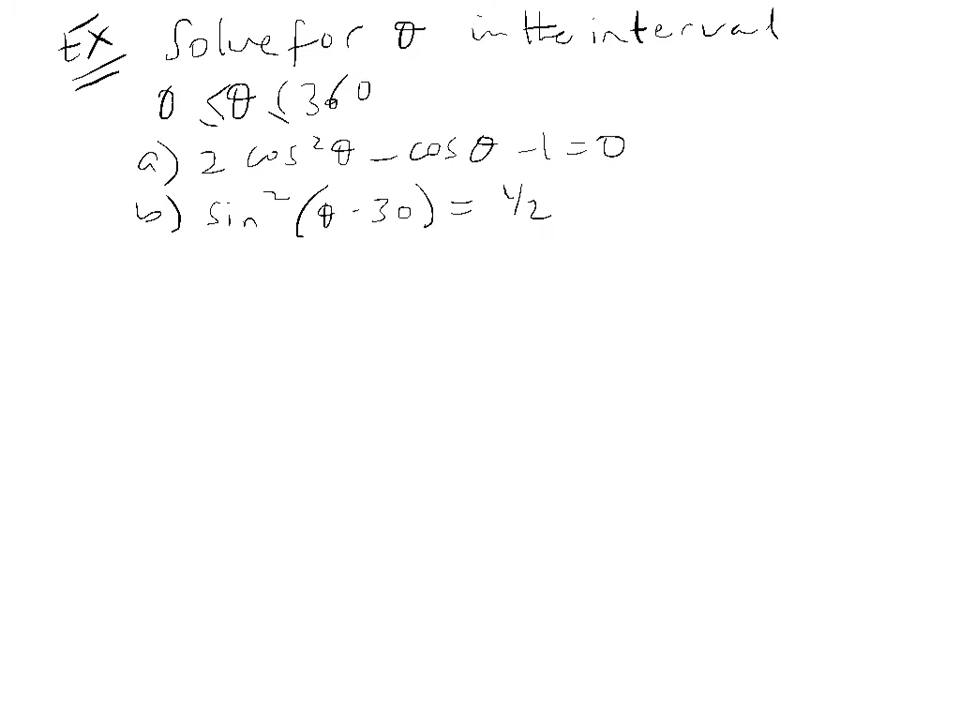 Ex Solve for θ in the interval
0 ≤ θ ≤ 360
a) 2 cos²θ - cos θ - 1 = 0
b) sin²(θ - 30) = 1/2